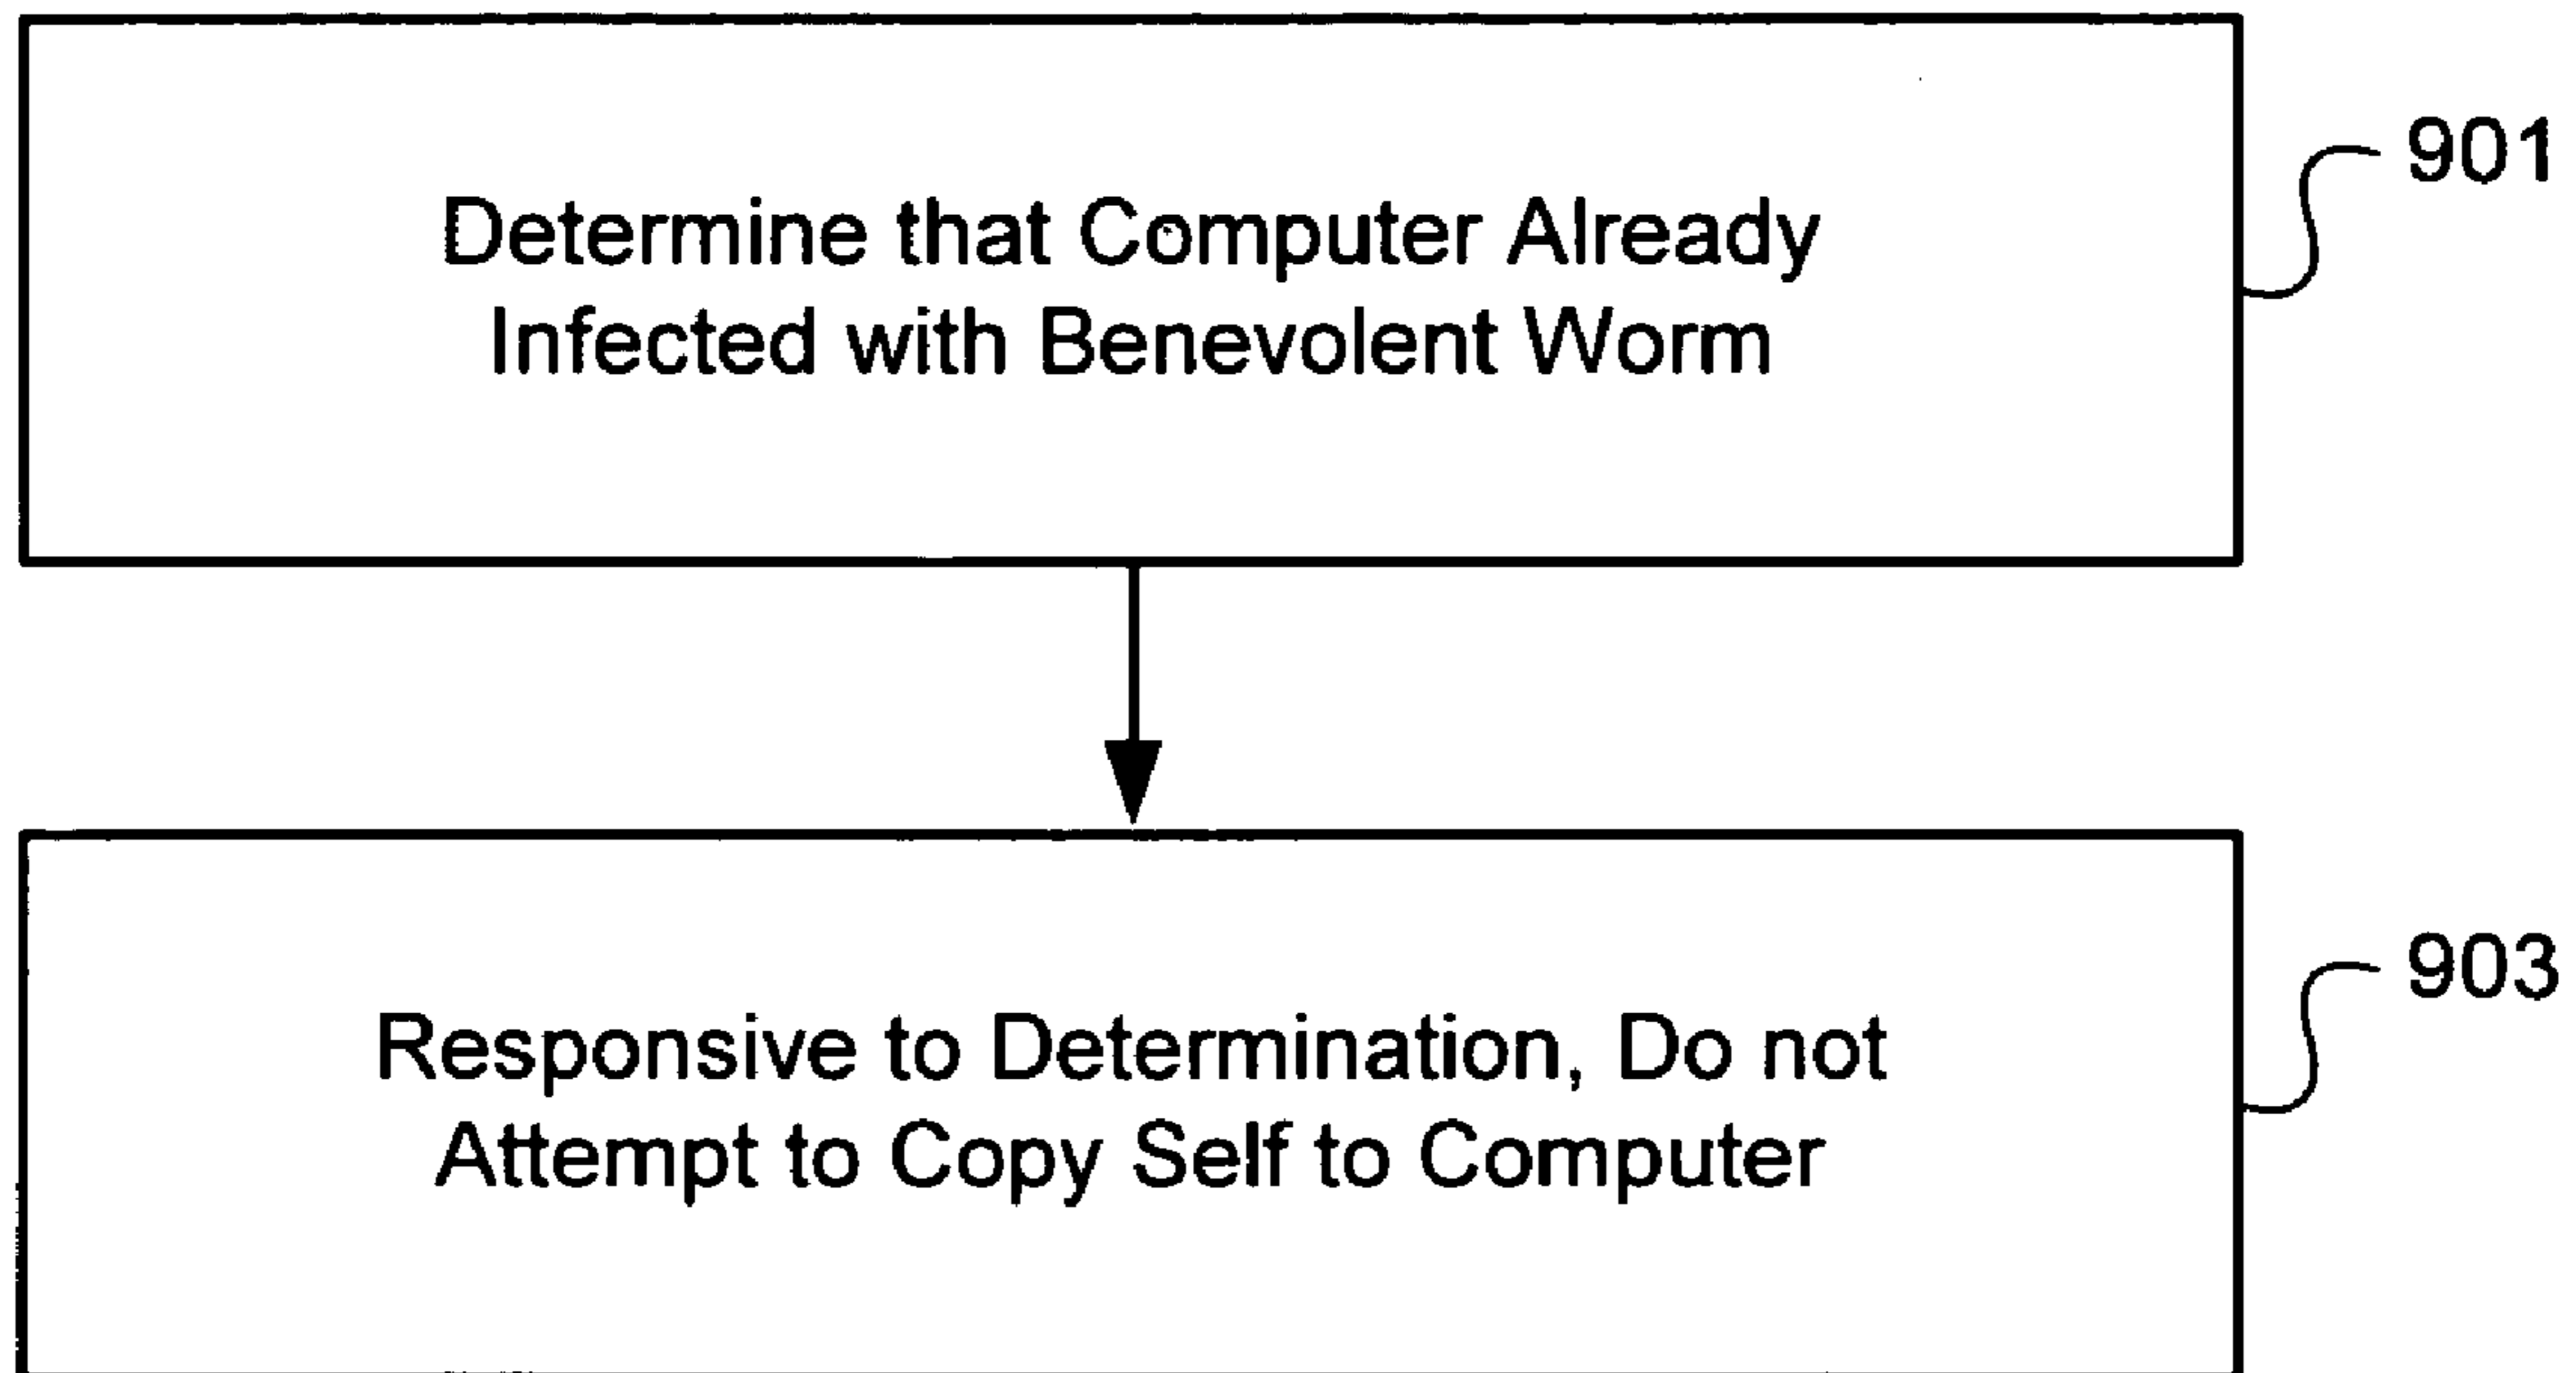 Determine that Computer Already
Infected with Benevolent Worm
901
Responsive to Determination, Do not
Attempt to Copy Self to Computer
903